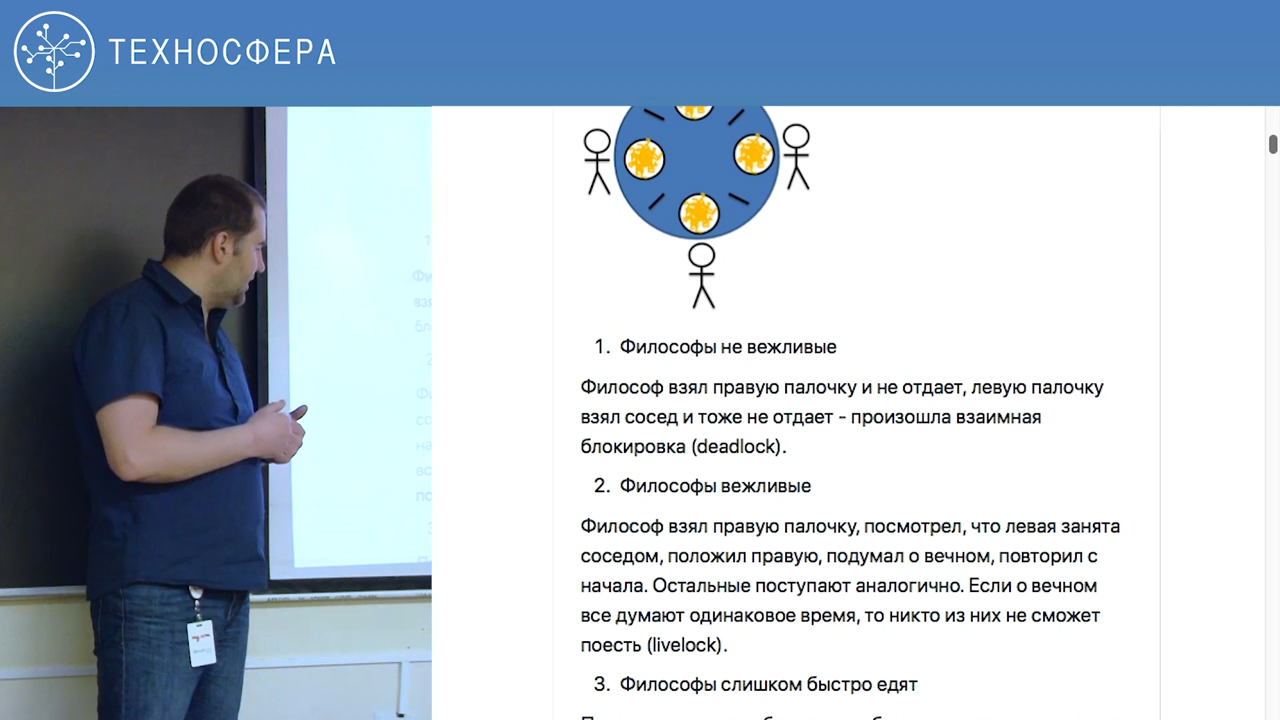 ТЕХНОСФЕРА
1. Философы не вежливые
Философ взял правую палочку и не отдает, левую палочку
взял сосед и тоже не отдает - произошла взаимная
блокировка (deadlock).
2. Философы вежливые
Философ взял правую палочку, посмотрел, что левая занята
соседом, положил правую, подумал о вечном, повторил с
начала. Остальные поступают аналогично. Если о вечном
все думают одинаковое время, то никто из них не сможет
поесть (livelock).
3. Философы слишком быстро едят